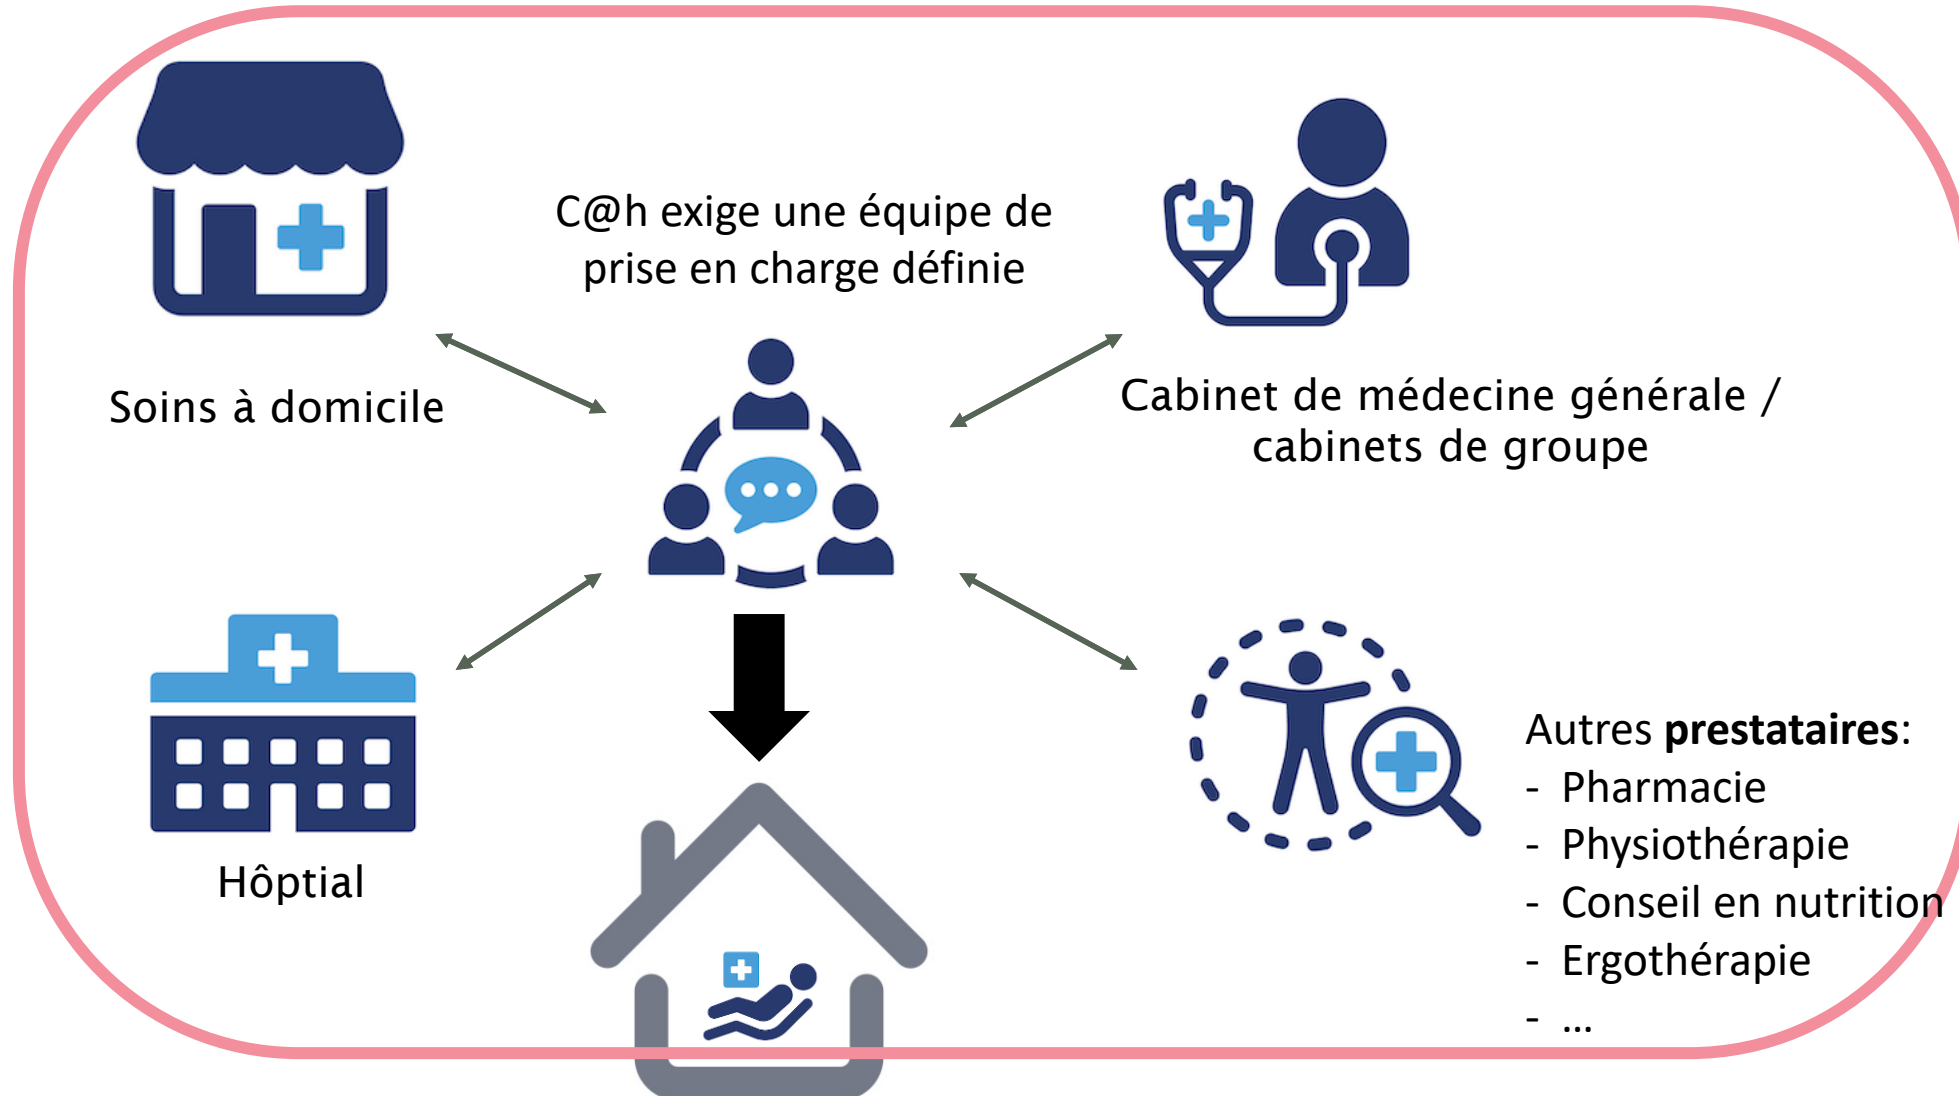 C@h exige une équipe de
prise en charge définie
Soins à domicile
Cabinet de médecine générale /
cabinets de groupe
Hôptial
Autres prestataires:
- Pharmacie
- Physiothérapie
- Conseil en nutrition
- Ergothérapie
- ...